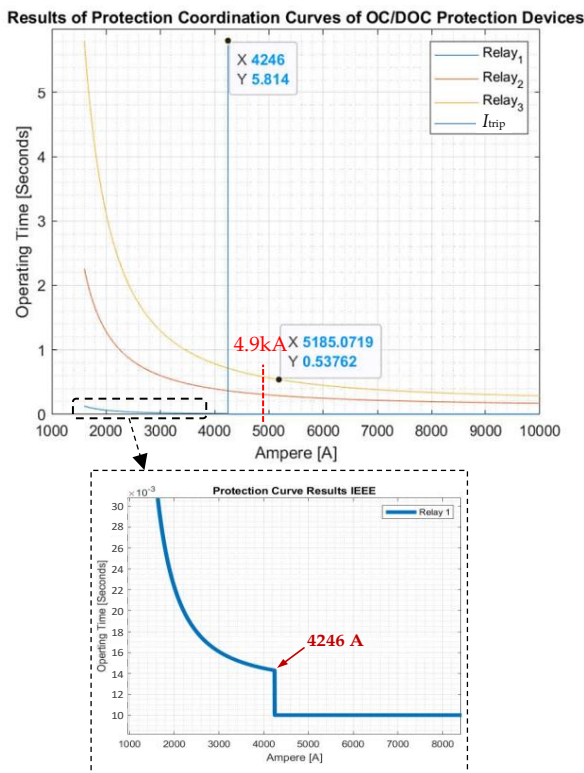 Results of Protection Coordination Curves of OC/DOC Protection Devices
X 4246
Y 5.814
Relay1
Relay2
Relay3
Itrip
Operating Time [Seconds]
5
4
3
2
1
0
4.9kA
X 5185.0719
Y 0.53762
1000 2000 3000 4000 5000 6000 7000 8000 9000 10000
Ampere [A]
×10⁻³
Protection Curve Results IEEE
Relay 1
Operting Time [Seconds]
30
28
26
24
22
20
18
16
14
12
10
4246 A
1000 2000 3000 4000 5000 6000 7000 8000
Ampere [A]